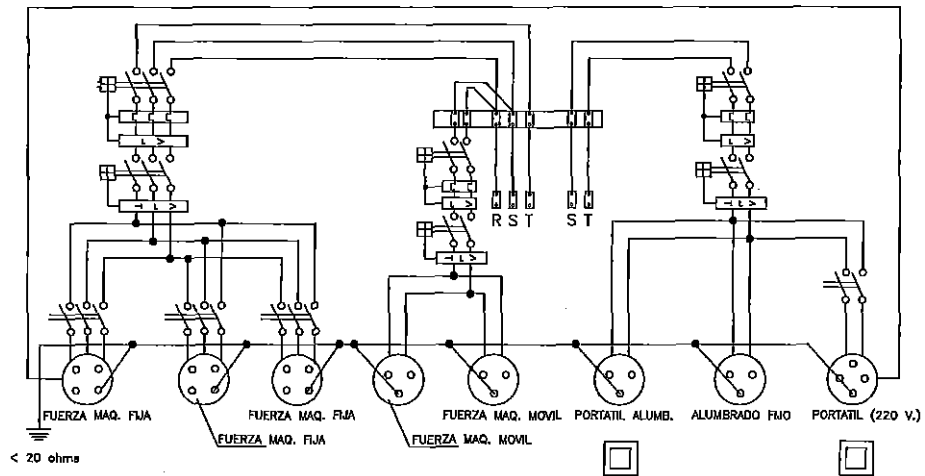 R S T S T
FUERZA MAQ. FIJA FUERZA MAQ. FIJA FUERZA MAQ. MOVIL PORTATIL ALUMB. ALUMBRADO FIJO PORTATIL (220 V.)
FUERZA MAQ. FIJA FUERZA MAQ. MOVIL
< 20 ohms